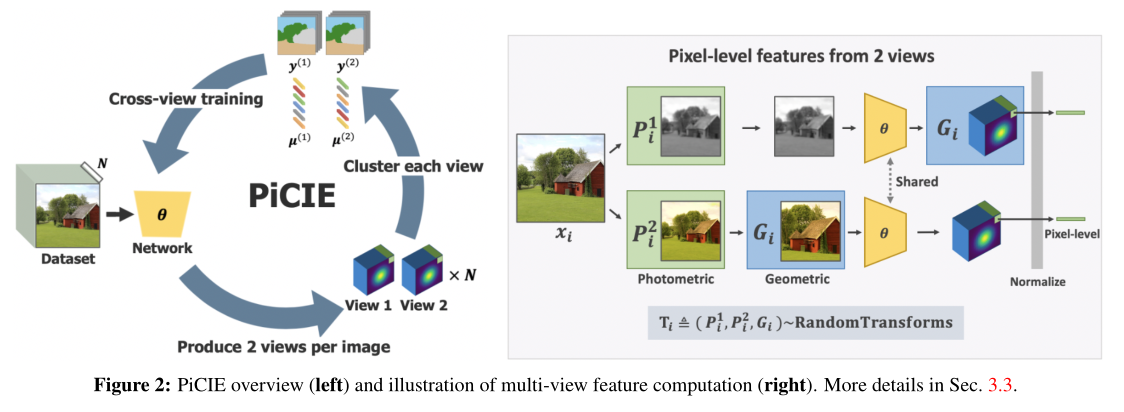 y(1) y(2)
μ(1) μ(2)
Cross-view training
Cluster each view
PiCIE
N
θ
Dataset
Network
× N
View 1 View 2
Produce 2 views per image
Pixel-level features from 2 views
P_i^1
θ
G_i
x_i
Shared
P_i^2
G_i
θ
Pixel-level
Photometric
Geometric
Normalize
T_i ≜ ( P_i^1, P_i^2, G_i )~RandomTransforms
Figure 2: PiCIE overview (left) and illustration of multi-view feature computation (right). More details in Sec. 3.3.